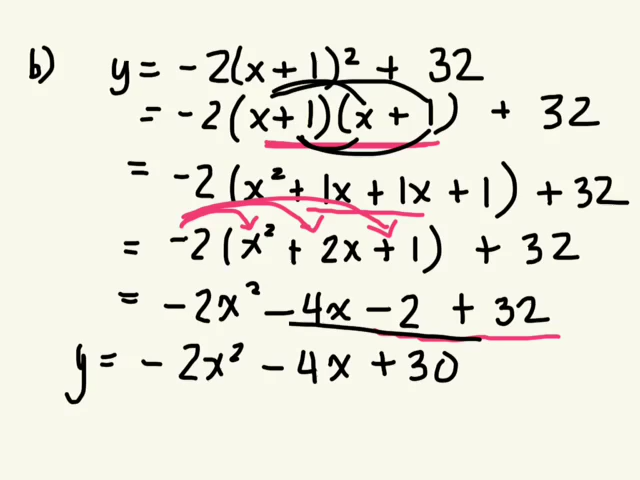 b) y = -2(x + 1)² + 32
= -2(x + 1)(x + 1) + 32
= -2(x² + 1x + 1x + 1) + 32
= -2(x² + 2x + 1) + 32
= -2x² - 4x - 2 + 32
y = -2x² - 4x + 30